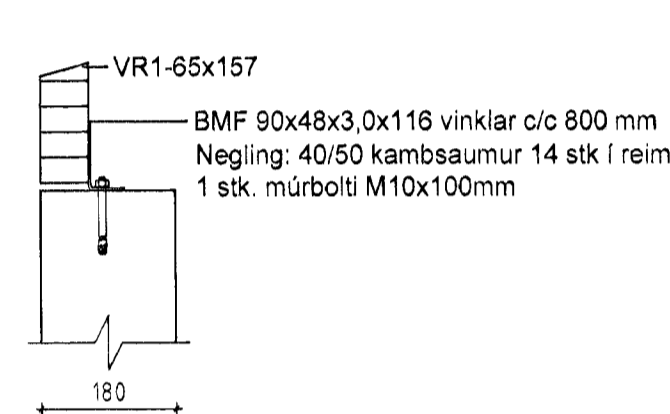 VR1-65x157
BMF 90x48x3,0x116 vinklar c/c 800 mm
Negling: 40/50 kambsaumur 14 stk í reim
1 stk. múrbolti M10x100mm
180